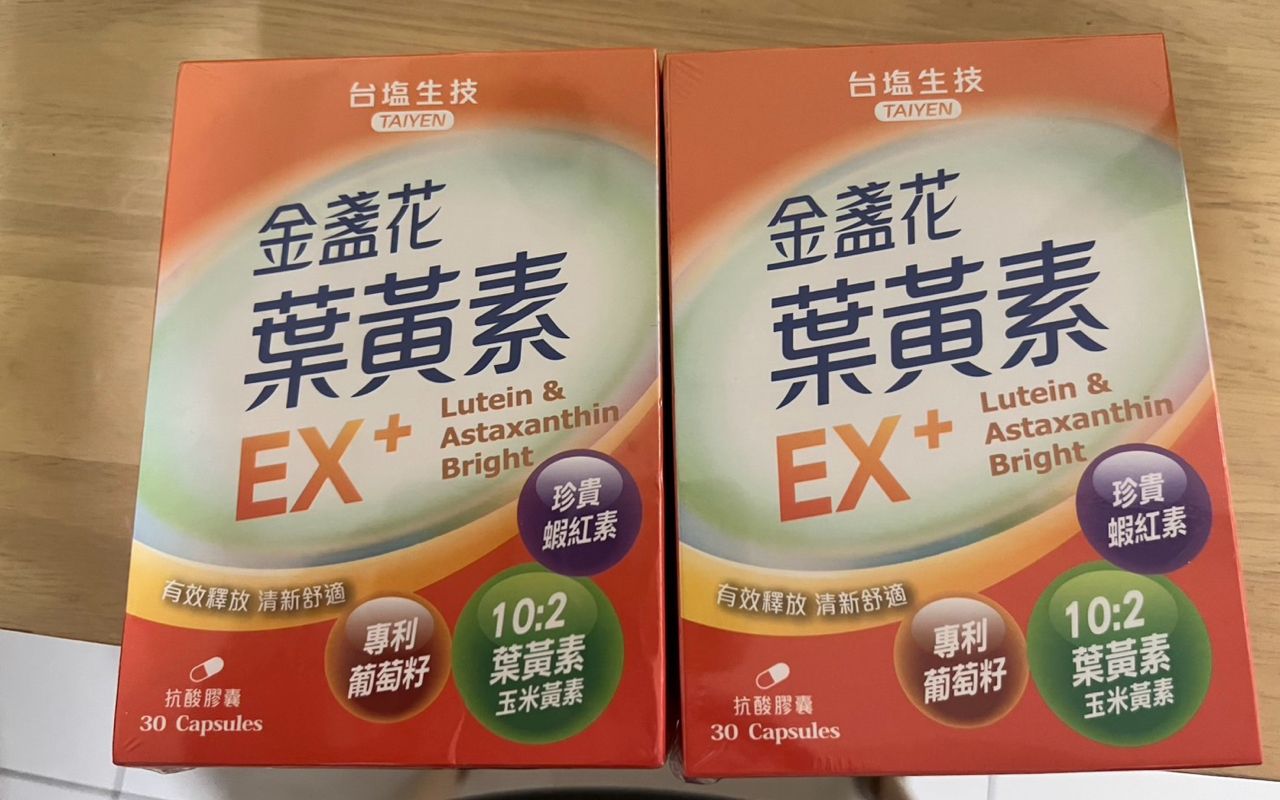 台塩生技
TAIYEN
金盞花
葉黃素
EX+
Lutein &
Astaxanthin
Bright
珍貴
蝦紅素
有效釋放 清新舒適
專利
葡萄籽
10:2
葉黃素
玉米黃素
抗酸膠囊
30 Capsules
台塩生技
TAIYEN
金盞花
葉黃素
EX+
Lutein &
Astaxanthin
Bright
珍貴
蝦紅素
有效釋放 清新舒適
專利
葡萄籽
10:2
葉黃素
玉米黃素
抗酸膠囊
30 Capsules